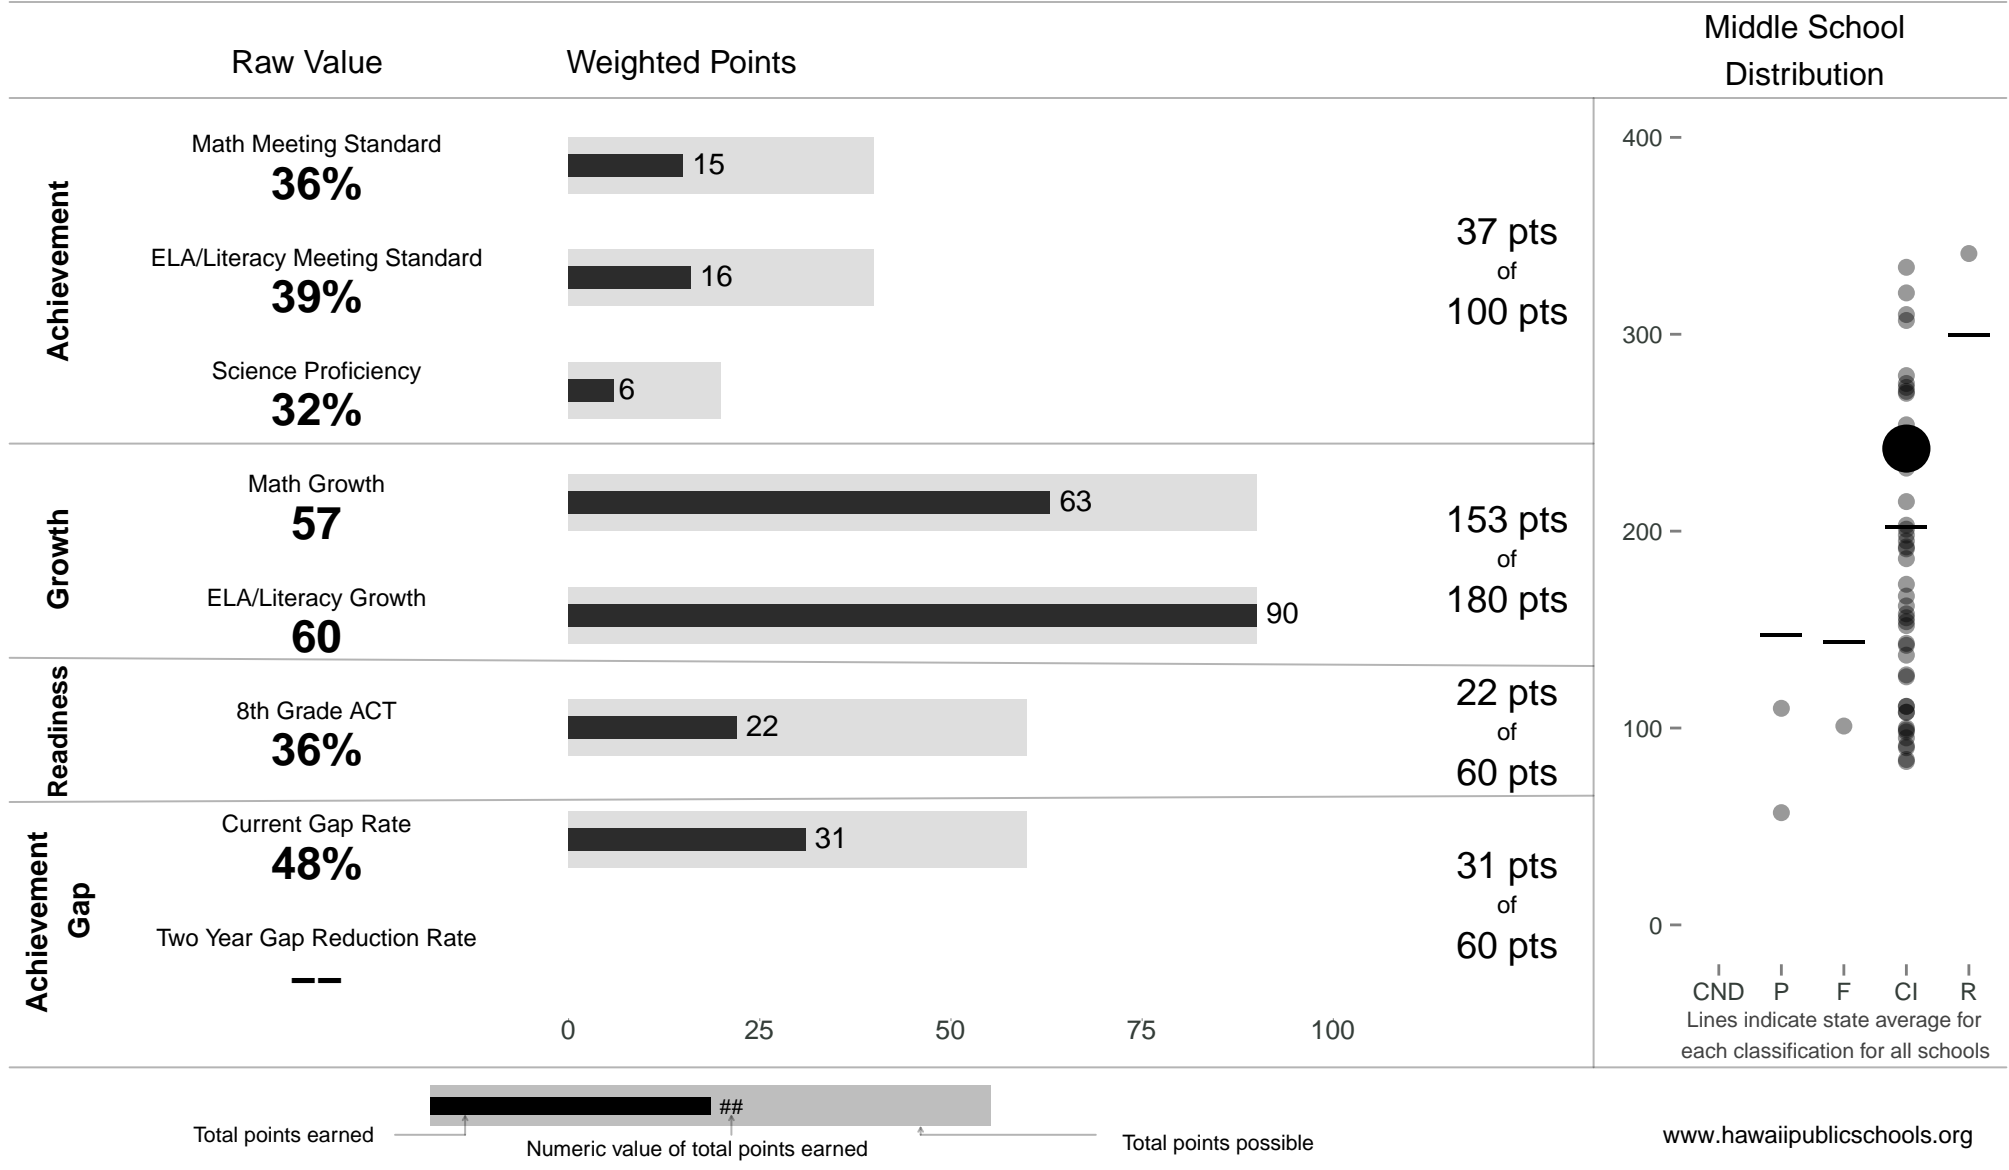 Raw Value
Weighted Points
Middle School
Distribution
Achievement
Math Meeting Standard
36%
15
ELA/Literacy Meeting Standard
39%
16
Science Proficiency
32%
6
37 pts
of
100 pts
Growth
Math Growth
57
63
ELA/Literacy Growth
60
90
153 pts
of
180 pts
Readiness
8th Grade ACT
36%
22
22 pts
of
60 pts
Achievement
Gap
Current Gap Rate
48%
31
Two Year Gap Reduction Rate
−−
31 pts
of
60 pts
0 25 50 75 100
400
300
200
100
0
CND P F CI R
Lines indicate state average for
each classification for all schools
##
Total points earned
Numeric value of total points earned
Total points possible
www.hawaiipublicschools.org